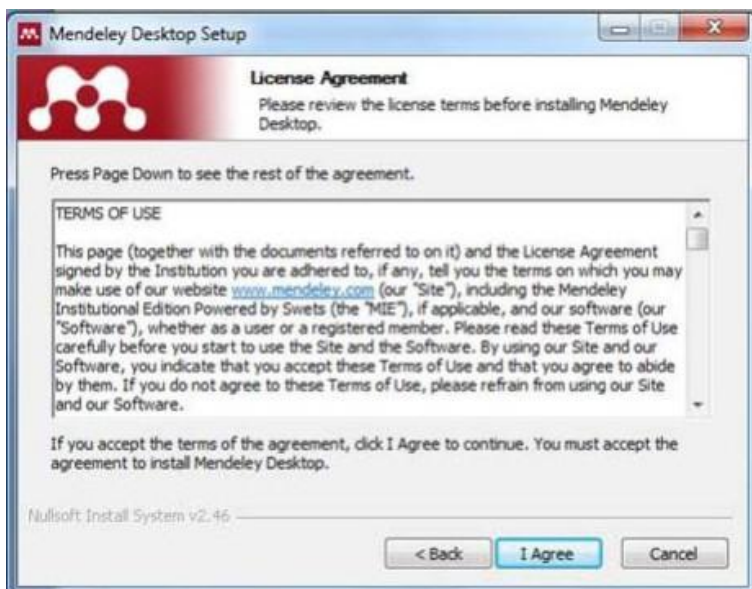 Mendeley Desktop Setup
License Agreement
Please review the license terms before installing Mendeley
Desktop.
Press Page Down to see the rest of the agreement.
TERMS OF USE
This page (together with the documents referred to on it) and the License Agreement
signed by the Institution you are adhered to, if any, tell you the terms on which you may
make use of our website www.mendeley.com (our "Site"), including the Mendeley
Institutional Edition Powered by Swets (the "MIE"), if applicable, and our software (our
"Software"), whether as a user or a registered member. Please read these Terms of Use
carefully before you start to use the Site and the Software. By using our Site and our
Software, you indicate that you accept these Terms of Use and that you agree to abide
by them. If you do not agree to these Terms of Use, please refrain from using our Site
and our Software.
If you accept the terms of the agreement, click I Agree to continue. You must accept the
agreement to install Mendeley Desktop.
Nullsoft Install System v2.46
< Back I Agree Cancel